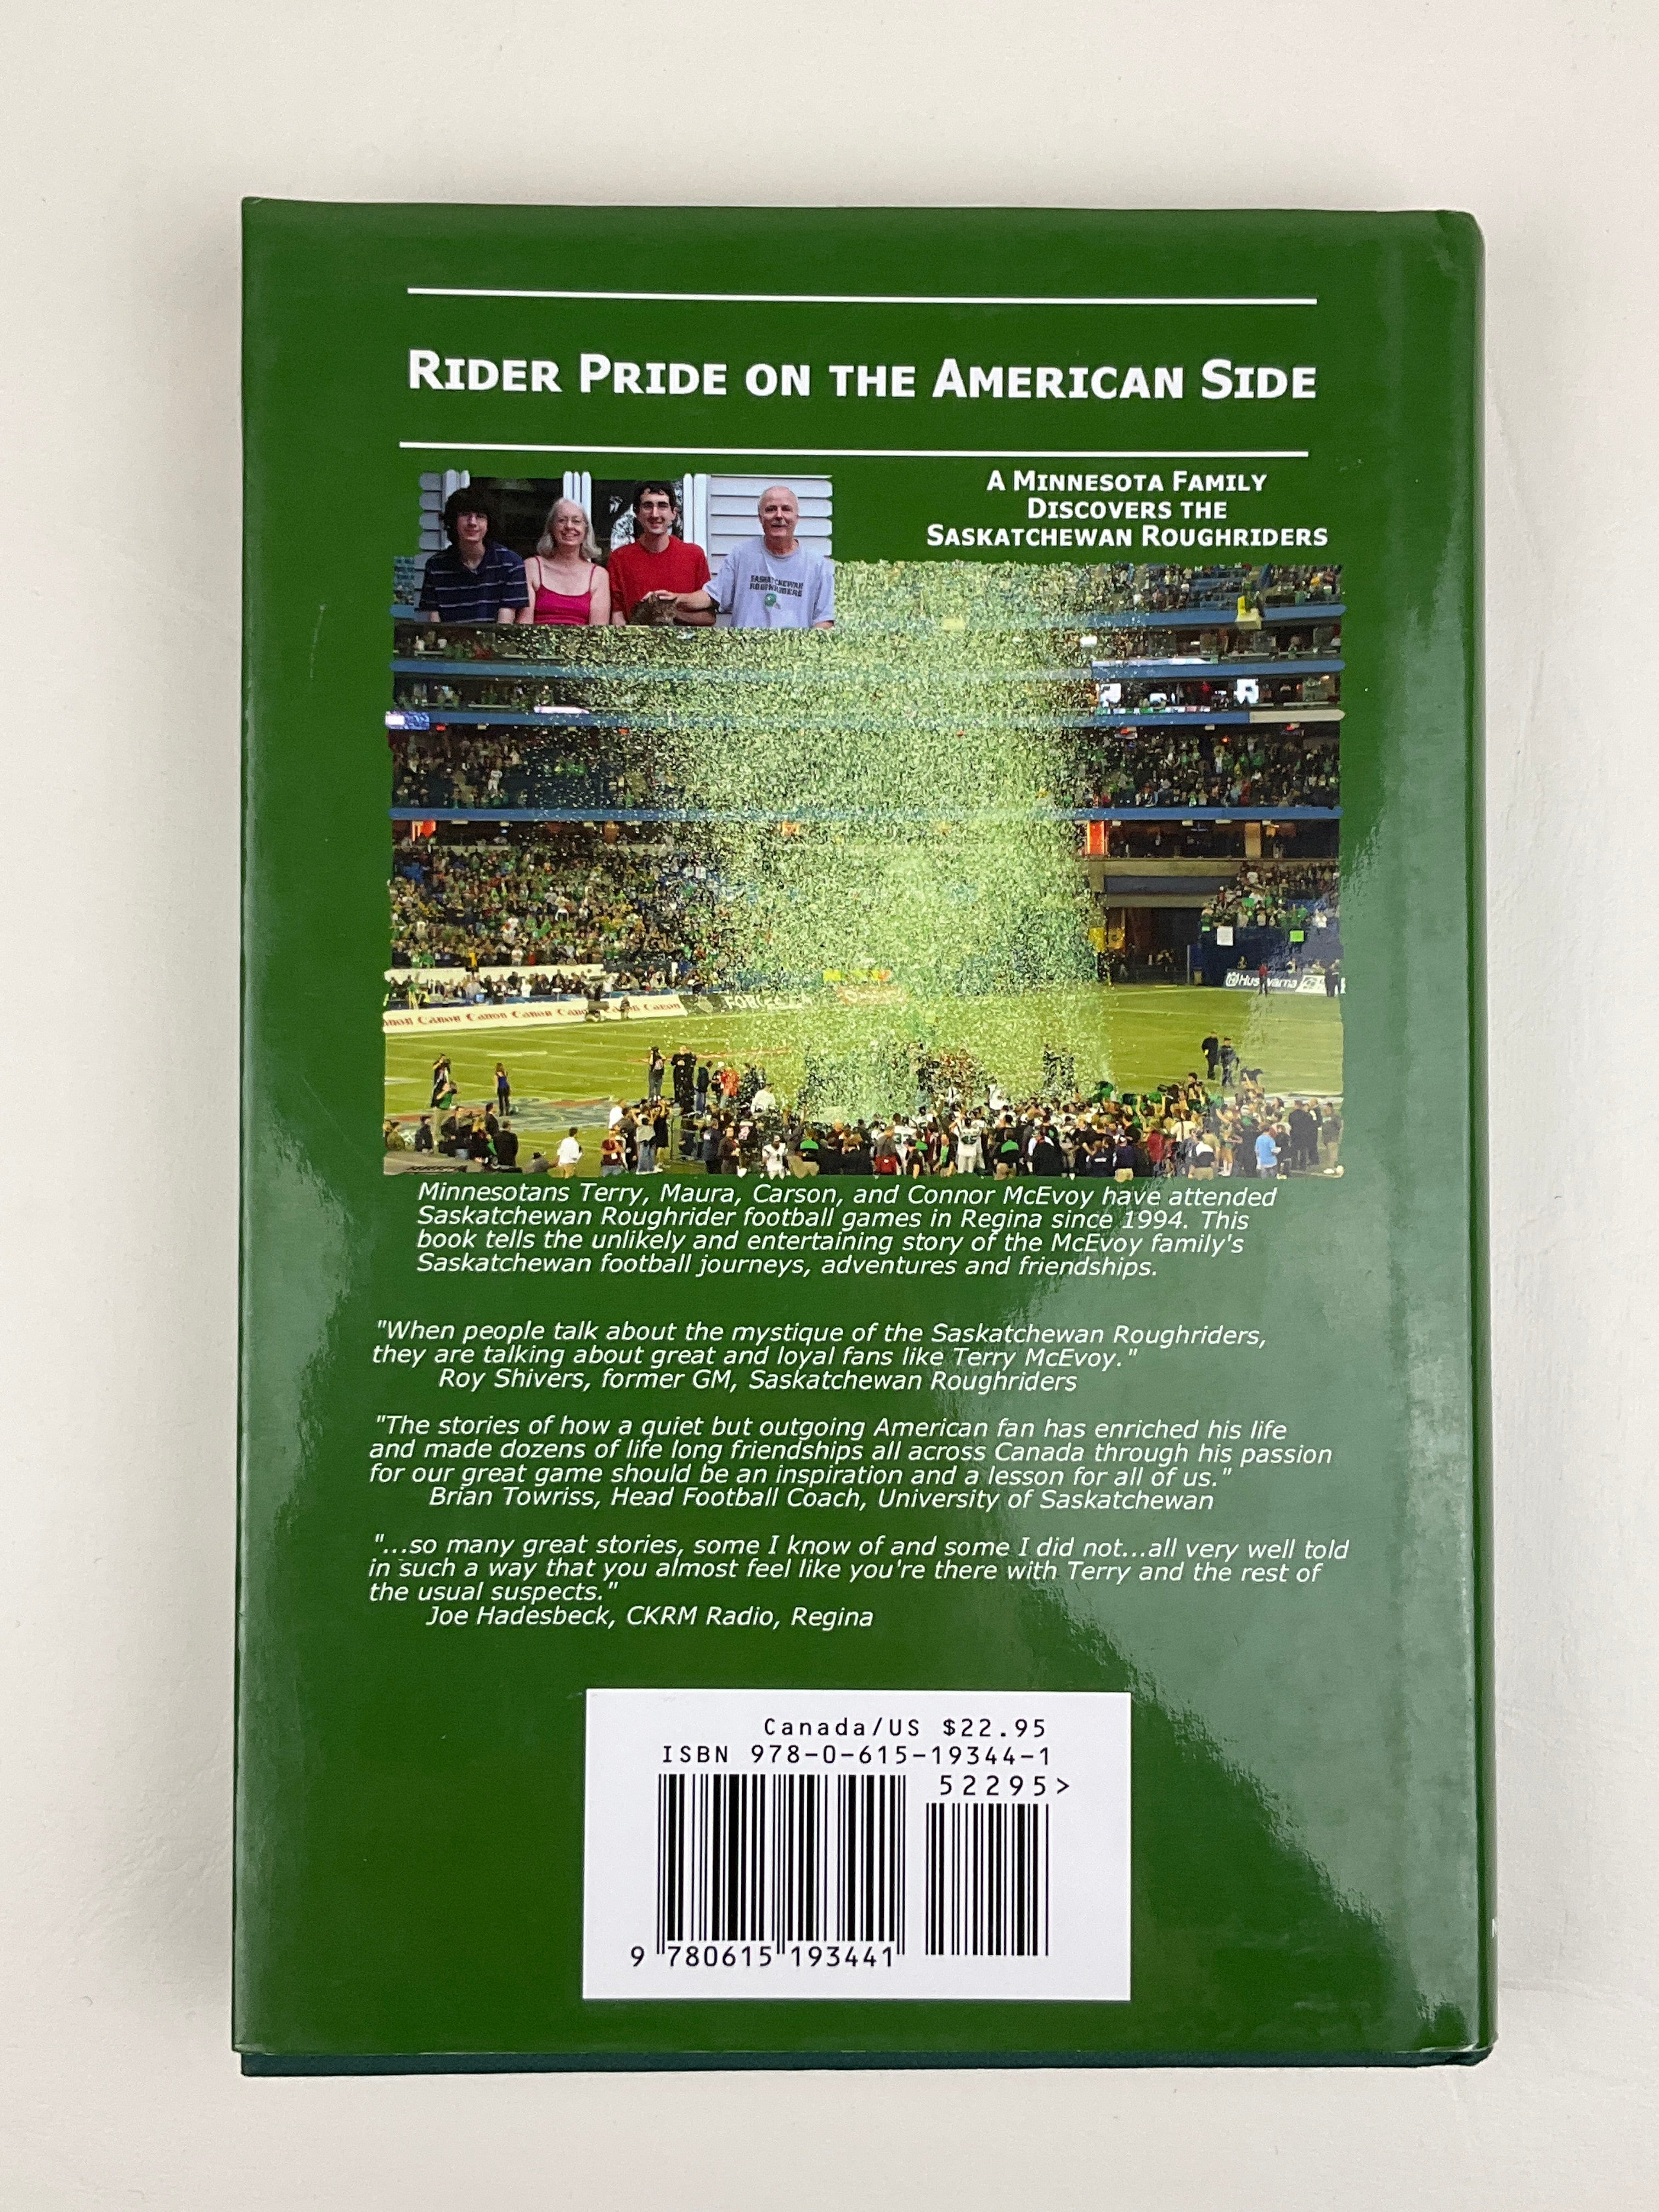 RIDER PRIDE ON THE AMERICAN SIDE
A MINNESOTA FAMILY
DISCOVERS THE
SASKATCHEWAN ROUGHRIDERS
SASKATCHEWAN
ROUGHRIDERS
Canon Canon Canon Canon Canon
Husqvarna
Minnesotans Terry, Maura, Carson, and Connor McEvoy have attended
Saskatchewan Roughrider football games in Regina since 1994. This
book tells the unlikely and entertaining story of the McEvoy family's
Saskatchewan football journeys, adventures and friendships.
"When people talk about the mystique of the Saskatchewan Roughriders,
they are talking about great and loyal fans like Terry McEvoy."
Roy Shivers, former GM, Saskatchewan Roughriders
"The stories of how a quiet but outgoing American fan has enriched his life
and made dozens of life long friendships all across Canada through his passion
for our great game should be an inspiration and a lesson for all of us."
Brian Towriss, Head Football Coach, University of Saskatchewan
"...so many great stories, some I know of and some I did not...all very well told
in such a way that you almost feel like you're there with Terry and the rest of
the usual suspects."
Joe Hadesbeck, CKRM Radio, Regina
Canada/US $22.95
ISBN 978-0-615-19344-1
52295>
9 780615 193441